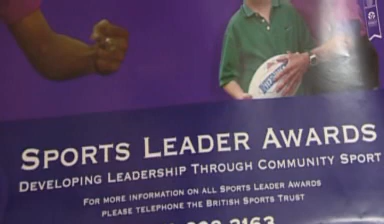 SPORTS LEADER AWARDS
DEVELOPING LEADERSHIP THROUGH COMMUNITY SPORT
FOR MORE INFORMATION ON ALL SPORTS LEADER AWARDS
PLEASE TELEPHONE THE BRITISH SPORTS TRUST